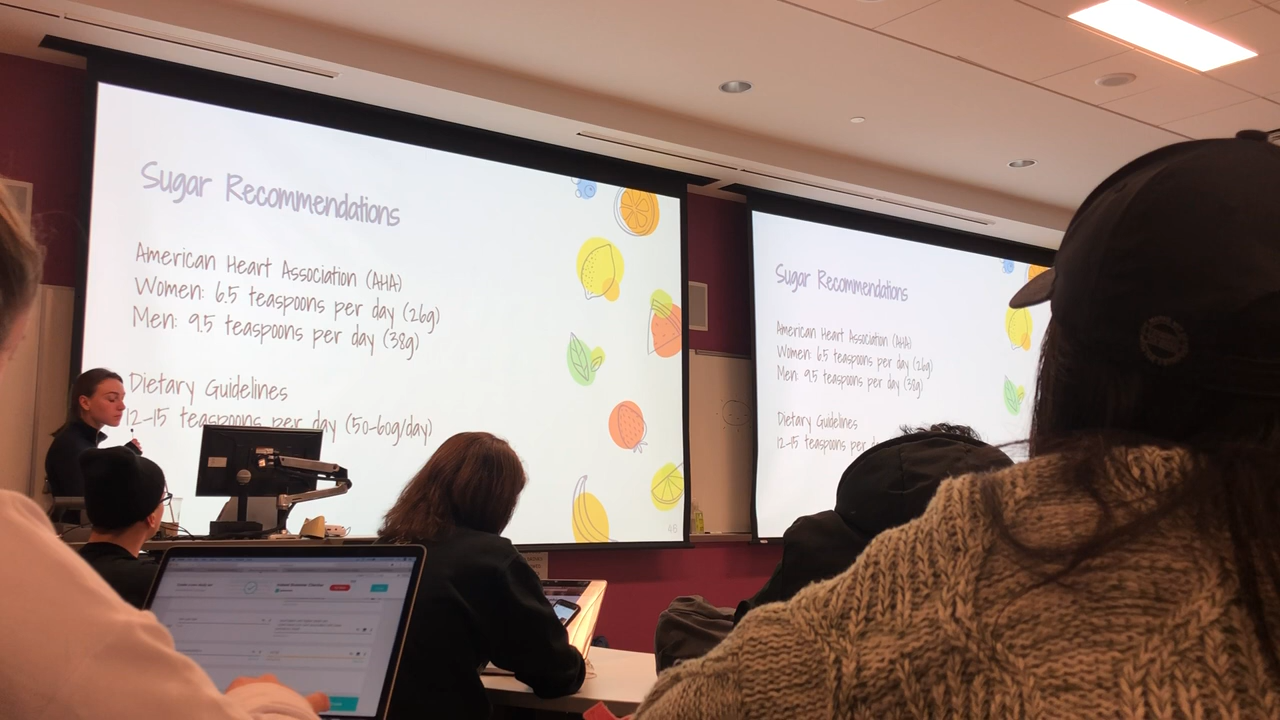 Sugar Recommendations
American Heart Association (AHA)
Women: 6.5 teaspoons per day (26g)
Men: 9.5 teaspoons per day (38g)
Dietary Guidelines
12-15 teaspoons per day (50-60g/day)
Sugar Recommendations
American Heart Association (AHA)
Women: 6.5 teaspoons per day (26g)
Men: 9.5 teaspoons per day (38g)
Dietary Guidelines
12-15 teaspoons per d